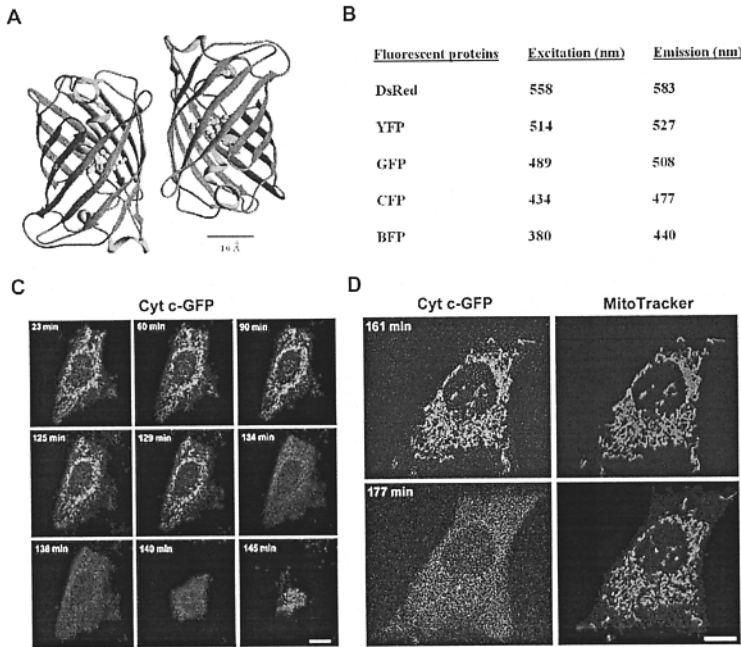 A
16 Å
B
Fluorescent proteins Excitation (nm) Emission (nm)
DsRed 558 583
YFP 514 527
GFP 489 508
CFP 434 477
BFP 380 440
C
Cyt c-GFP
23 min 60 min 90 min
125 min 129 min 134 min
138 min 140 min 145 min
D
Cyt c-GFP MitoTracker
161 min
177 min